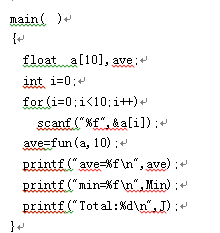 main( )
{
float a[10],ave;
int i=0;
for(i=0;i<10;i++)
scanf("%f",&a[i]);
ave=fun(a,10);
printf("ave=%f\n",ave);
printf("min=%f\n",Min);
printf("Total:%d\n",J);
}